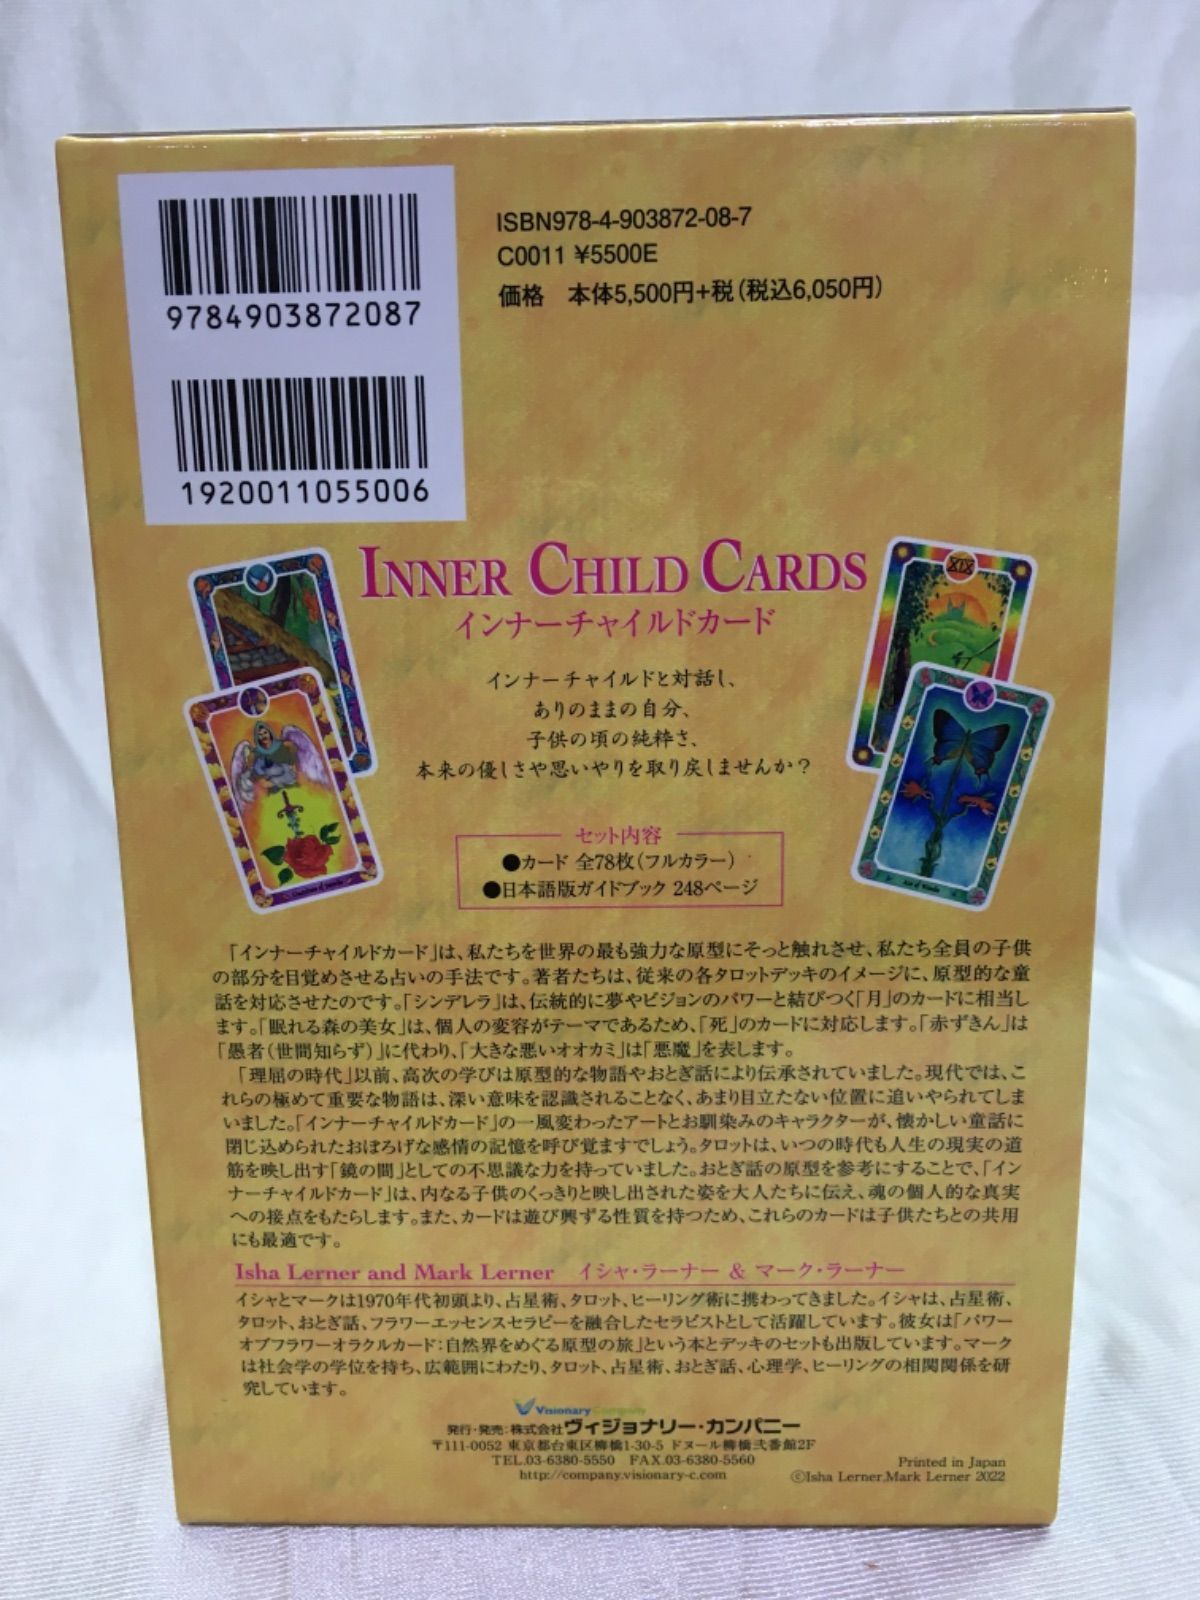 9784903872087
1920011055006
ISBN978-4-903872-08-7
C0011 ¥5500E
価格　本体5,500円+税(税込6,050円)
INNER CHILD CARDS
インナーチャイルドカード
XIX
インナーチャイルドと対話し、
ありのままの自分、
子供の頃の純粋さ、
本来の優しさや思いやりを取り戻しませんか？
セット内容
●カード 全78枚(フルカラー)
●日本語版ガイドブック 248ページ
「インナーチャイルドカード」は、私たちを世界の最も強力な原型にそっと触れさせ、私たち全員の子供
の部分を目覚めさせる占いの手法です。著者たちは、従来の各タロットデッキのイメージに、原型的な童
話を対応させたのです。「シンデレラ」は、伝統的に夢やビジョンのパワーと結びつく「月」のカードに相当し
ます。「眠れる森の美女」は、個人の変容がテーマであるため、「死」のカードに対応します。「赤ずきん」は
「愚者(世間知らず)」に代わり、「大きな悪いオオカミ」は「悪魔」を表します。
「理屈の時代」以前、高次の学びは原型的な物語やおとぎ話により伝承されていました。現代では、こ
れらの極めて重要な物語は、深い意味を認識されることなく、あまり目立たない位置に追いやられてしま
いました。「インナーチャイルドカード」の一風変わったアートとお馴染みのキャラクターが、懐かしい童話に
閉じ込められたおぼろげな感情の記憶を呼び覚ますでしょう。タロットは、いつの時代も人生の現実の道
筋を映し出す「鏡の間」としての不思議な力を持っていました。おとぎ話の原型を参考にすることで、「イン
ナーチャイルドカード」は、内なる子供のくっきりと映し出された姿を大人たちに伝え、魂の個人的な真実
への接点をもたらします。また、カードは遊び興ずる性質を持つため、これらのカードは子供たちとの共用
にも最適です。
Isha Lerner and Mark Lerner　イシャ・ラーナー & マーク・ラーナー
イシャとマークは1970年代初頭より、占星術、タロット、ヒーリング術に携わってきました。イシャは、占星術、
タロット、おとぎ話、フラワーエッセンスセラピーを融合したセラピストとして活躍しています。彼女は「パワー
オブフラワーオラクルカード:自然界をめぐる原型の旅」という本とデッキのセットも出版しています。マーク
は社会学の学位を持ち、広範囲にわたり、タロット、占星術、おとぎ話、心理学、ヒーリングの相関関係を研
究しています。
Visionary Company
発行・発売:株式会社ヴィジョナリー・カンパニー
〒111-0052 東京都台東区柳橋1-30-5 ドヌール柳橋弐番館2F
TEL.03-6380-5550　FAX.03-6380-5560
http://company.visionary-c.com
Printed in Japan
©Isha Lerner,Mark Lerner 2022